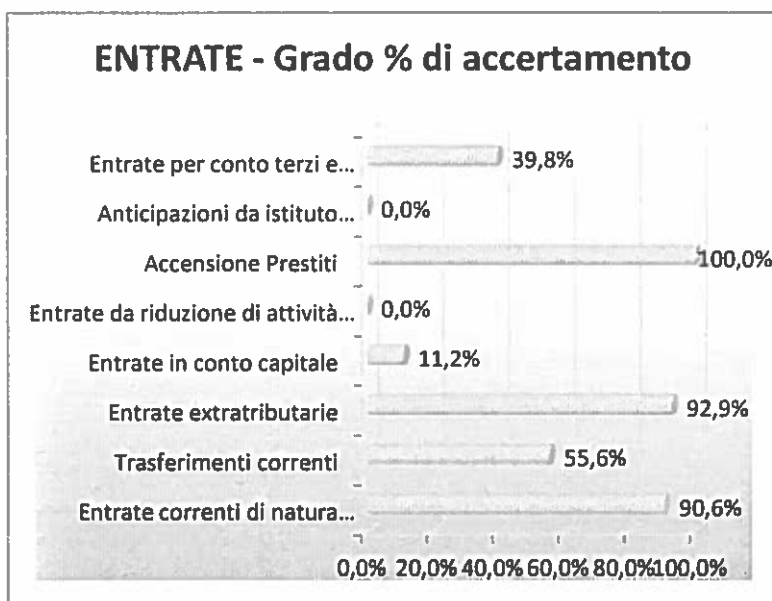 ENTRATE - Grado % di accertamento
Entrate per conto terzi e...
39,8%
Anticipazioni da istituto...
0,0%
Accensione Prestiti
100,0%
Entrate da riduzione di attività...
0,0%
Entrate in conto capitale
11,2%
Entrate extratributarie
92,9%
Trasferimenti correnti
55,6%
Entrate correnti di natura...
90,6%
0,0% 20,0% 40,0% 60,0% 80,0% 100,0%